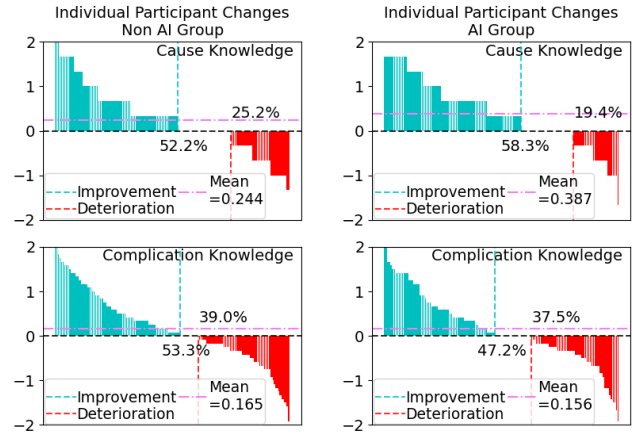 Individual Participant Changes
Non AI Group
Individual Participant Changes
AI Group
Cause Knowledge
2
1
0
−1
−2
25.2%
52.2%
Improvement
Deterioration
Mean
=0.244
Cause Knowledge
2
1
0
−1
−2
19.4%
58.3%
Improvement
Deterioration
Mean
=0.387
Complication Knowledge
2
1
0
−1
−2
39.0%
53.3%
Improvement
Deterioration
Mean
=0.165
Complication Knowledge
2
1
0
−1
−2
37.5%
47.2%
Improvement
Deterioration
Mean
=0.156